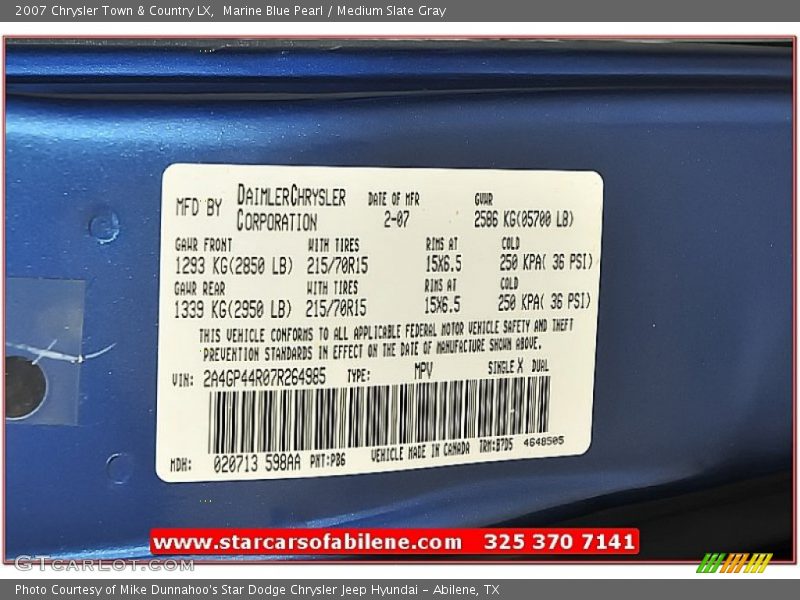 2007 Chrysler Town & Country LX,  Marine Blue Pearl / Medium Slate Gray
MFD BY DAIMLERCHRYSLER CORPORATION DATE OF MFR 2-07 GVWR 2586 KG(05700 LB)
GAWR FRONT WITH TIRES RIMS AT COLD
1293 KG(2850 LB) 215/70R15 15X6.5 250 KPA( 36 PSI)
GAWR REAR WITH TIRES RIMS AT COLD
1339 KG(2950 LB) 215/70R15 15X6.5 250 KPA( 36 PSI)
THIS VEHICLE CONFORMS TO ALL APPLICABLE FEDERAL MOTOR VEHICLE SAFETY AND THEFT
PREVENTION STANDARDS IN EFFECT ON THE DATE OF MANUFACTURE SHOWN ABOVE.
VIN: 2A4GP44R07R264985 TYPE: MPV SINGLE X DUAL
MDH: 020713 598AA PNT:PB6 VEHICLE MADE IN CANADA TRM:B7D5 4648505
www.starcarsofabilene.com 325 370 7141
GTCARLOT.COM
Photo Courtesy of Mike Dunnahoo's Star Dodge Chrysler Jeep Hyundai - Abilene, TX